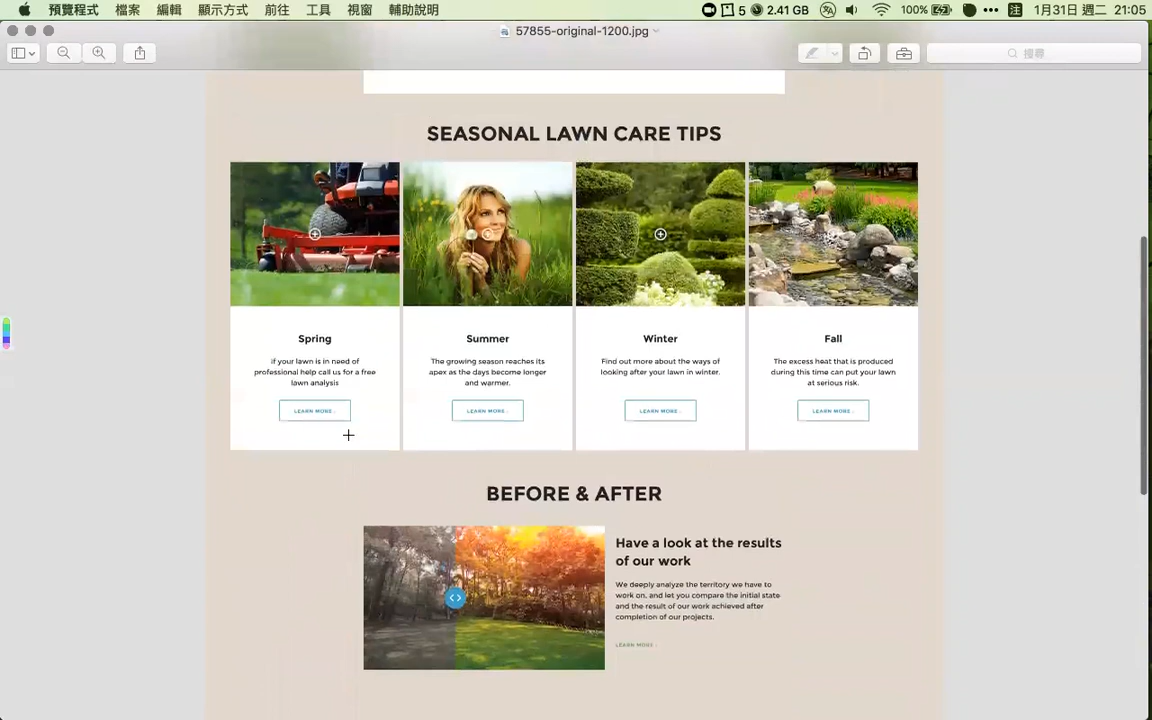 預覽程式 檔案 編輯 顯示方式 前往 工具 視窗 輔助說明 5 2.41 GB 100% 注 1月31日 週二 21:05
57855-original-1200.jpg
搜尋
SEASONAL LAWN CARE TIPS
Spring
if your lawn is in need of
professional help call us for a free
lawn analysis
LEARN MORE
Summer
The growing season reaches its
apex as the days become longer
and warmer.
LEARN MORE
Winter
Find out more about the ways of
looking after your lawn in winter.
LEARN MORE
Fall
The excess heat that is produced
during this time can put your lawn
at serious risk.
LEARN MORE
BEFORE & AFTER
Have a look at the results
of our work
We deeply analyze the territory we have to
work on, and let you compare the initial state
and the result of our work achieved after
completion of our projects.
LEARN MORE